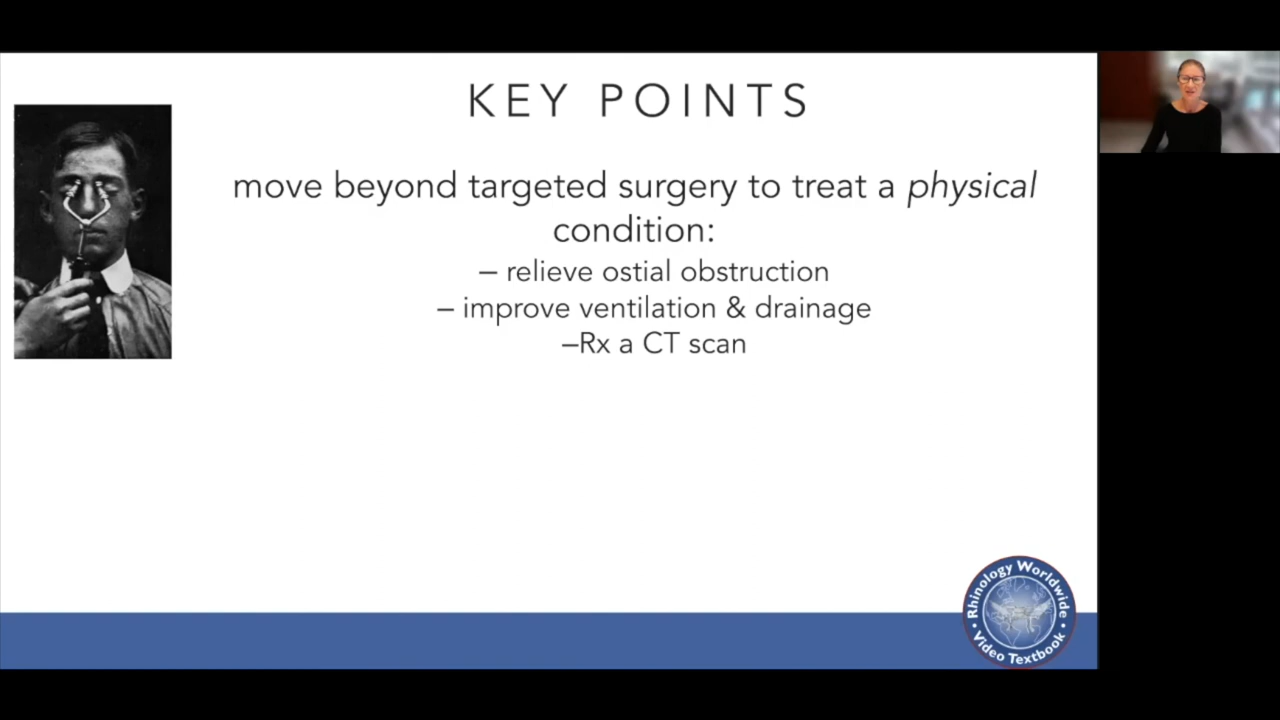 KEY POINTS
move beyond targeted surgery to treat a physical
condition:
– relieve ostial obstruction
– improve ventilation & drainage
–Rx a CT scan
Rhinology Worldwide
• Video Textbook •